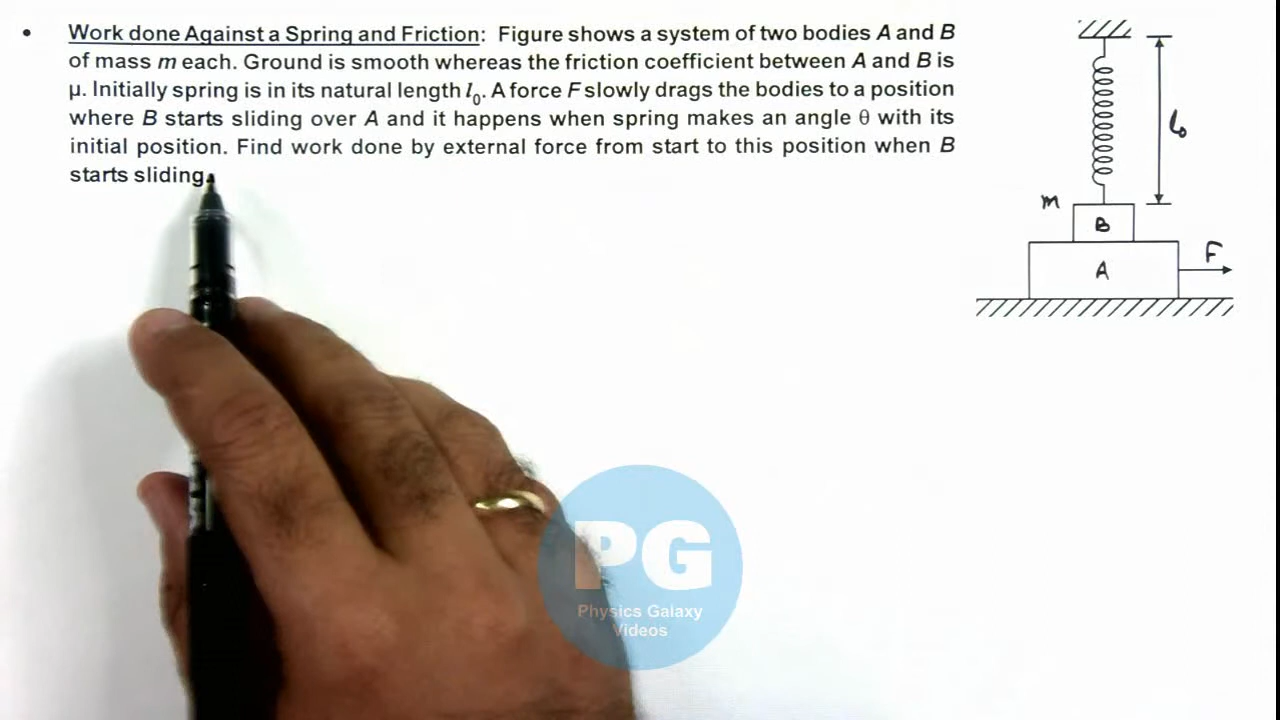 • Work done Against a Spring and Friction: Figure shows a system of two bodies A and B
of mass m each. Ground is smooth whereas the friction coefficient between A and B is
μ. Initially spring is in its natural length l₀. A force F slowly drags the bodies to a position
where B starts sliding over A and it happens when spring makes an angle θ with its
initial position. Find work done by external force from start to this position when B
starts sliding.
l₀
m
B
F
A
PG
Physics Galaxy
Videos